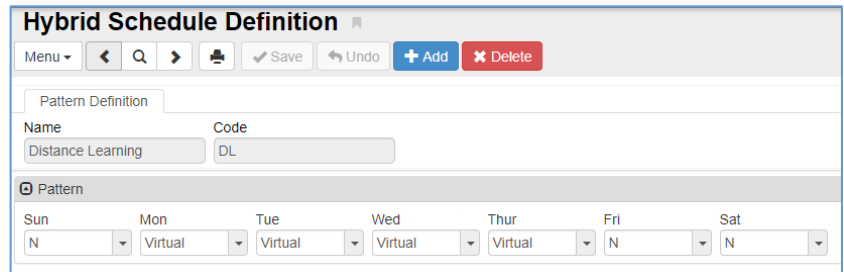 Hybrid Schedule Definition
Menu Save Undo Add Delete
Pattern Definition
Name Code
Distance Learning DL
Pattern
Sun Mon Tue Wed Thur Fri Sat
N Virtual Virtual Virtual Virtual N N